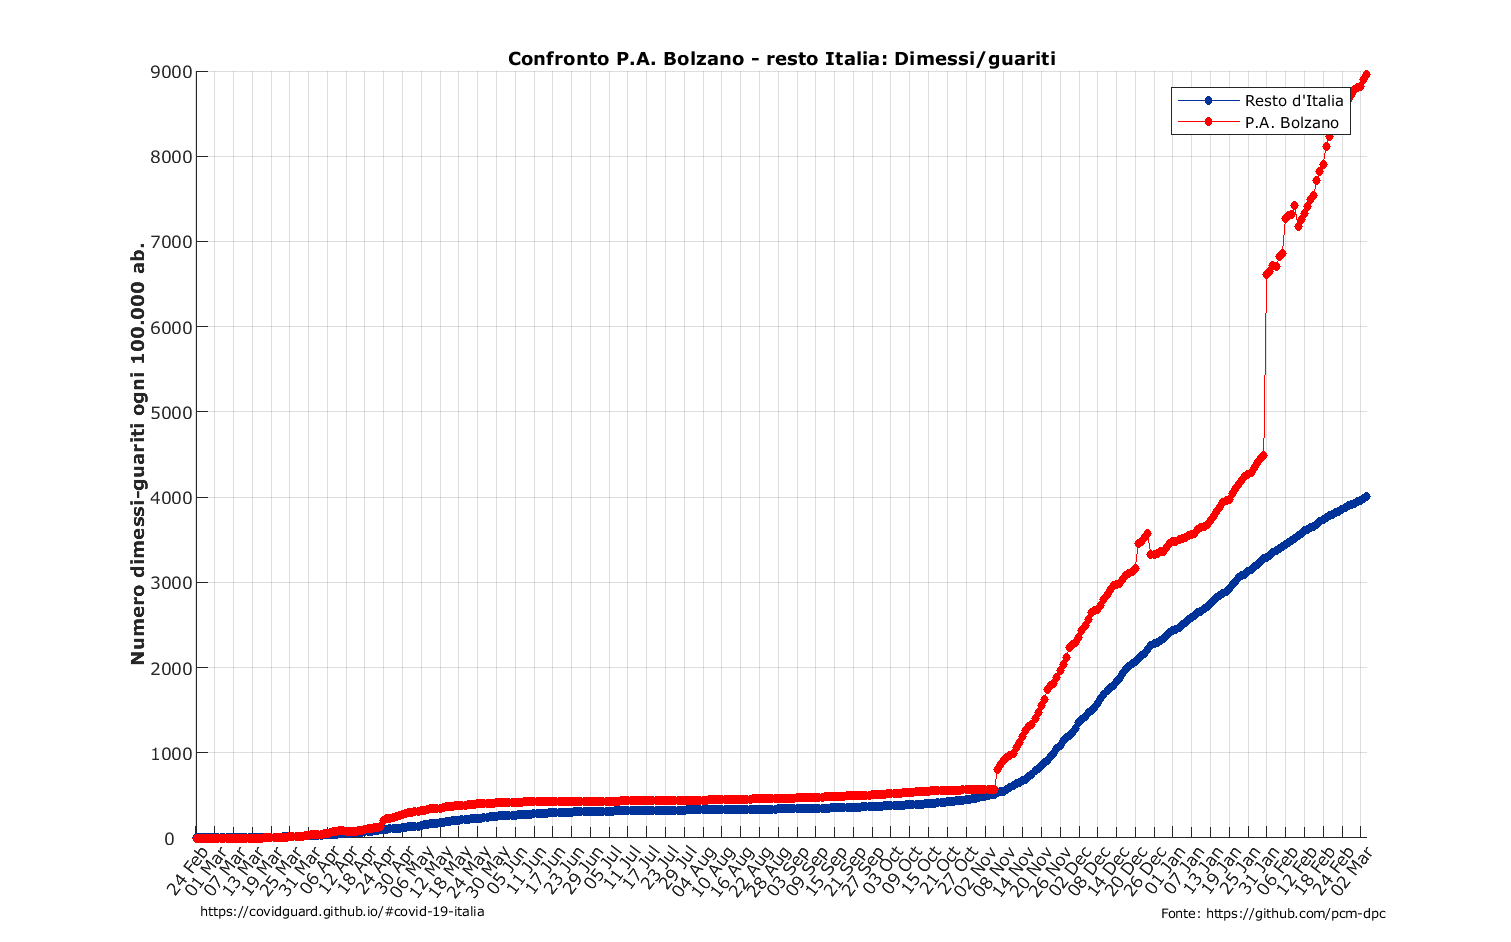 Confronto P.A. Bolzano - resto Italia: Dimessi/guariti
Numero dimessi-guariti ogni 100.000 ab.
9000
8000
7000
6000
5000
4000
3000
2000
1000
0
Resto d'Italia
P.A. Bolzano
24 Feb
01 Mar
07 Mar
13 Mar
19 Mar
25 Mar
31 Mar
06 Apr
12 Apr
18 Apr
24 Apr
30 Apr
06 May
12 May
18 May
24 May
30 May
05 Jun
11 Jun
17 Jun
23 Jun
29 Jun
05 Jul
11 Jul
17 Jul
23 Jul
29 Jul
04 Aug
10 Aug
16 Aug
22 Aug
28 Aug
03 Sep
09 Sep
15 Sep
21 Sep
27 Sep
03 Oct
09 Oct
15 Oct
21 Oct
27 Oct
02 Nov
08 Nov
14 Nov
20 Nov
26 Nov
02 Dec
08 Dec
14 Dec
20 Dec
26 Dec
01 Jan
07 Jan
13 Jan
19 Jan
25 Jan
31 Jan
06 Feb
12 Feb
18 Feb
24 Feb
02 Mar
https://covidguard.github.io/#covid-19-italia
Fonte: https://github.com/pcm-dpc